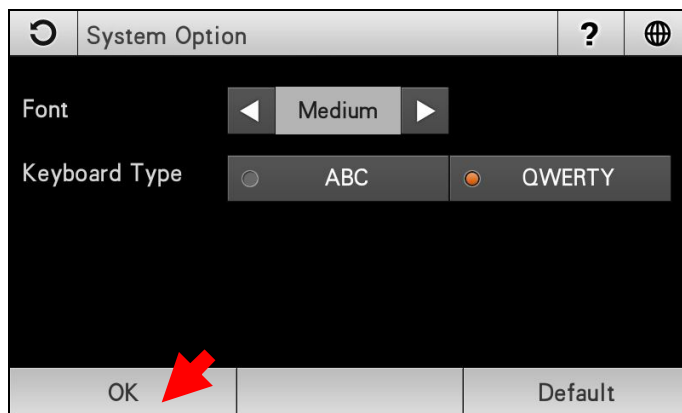 System Option ?
Font Medium
Keyboard Type ABC QWERTY
OK Default